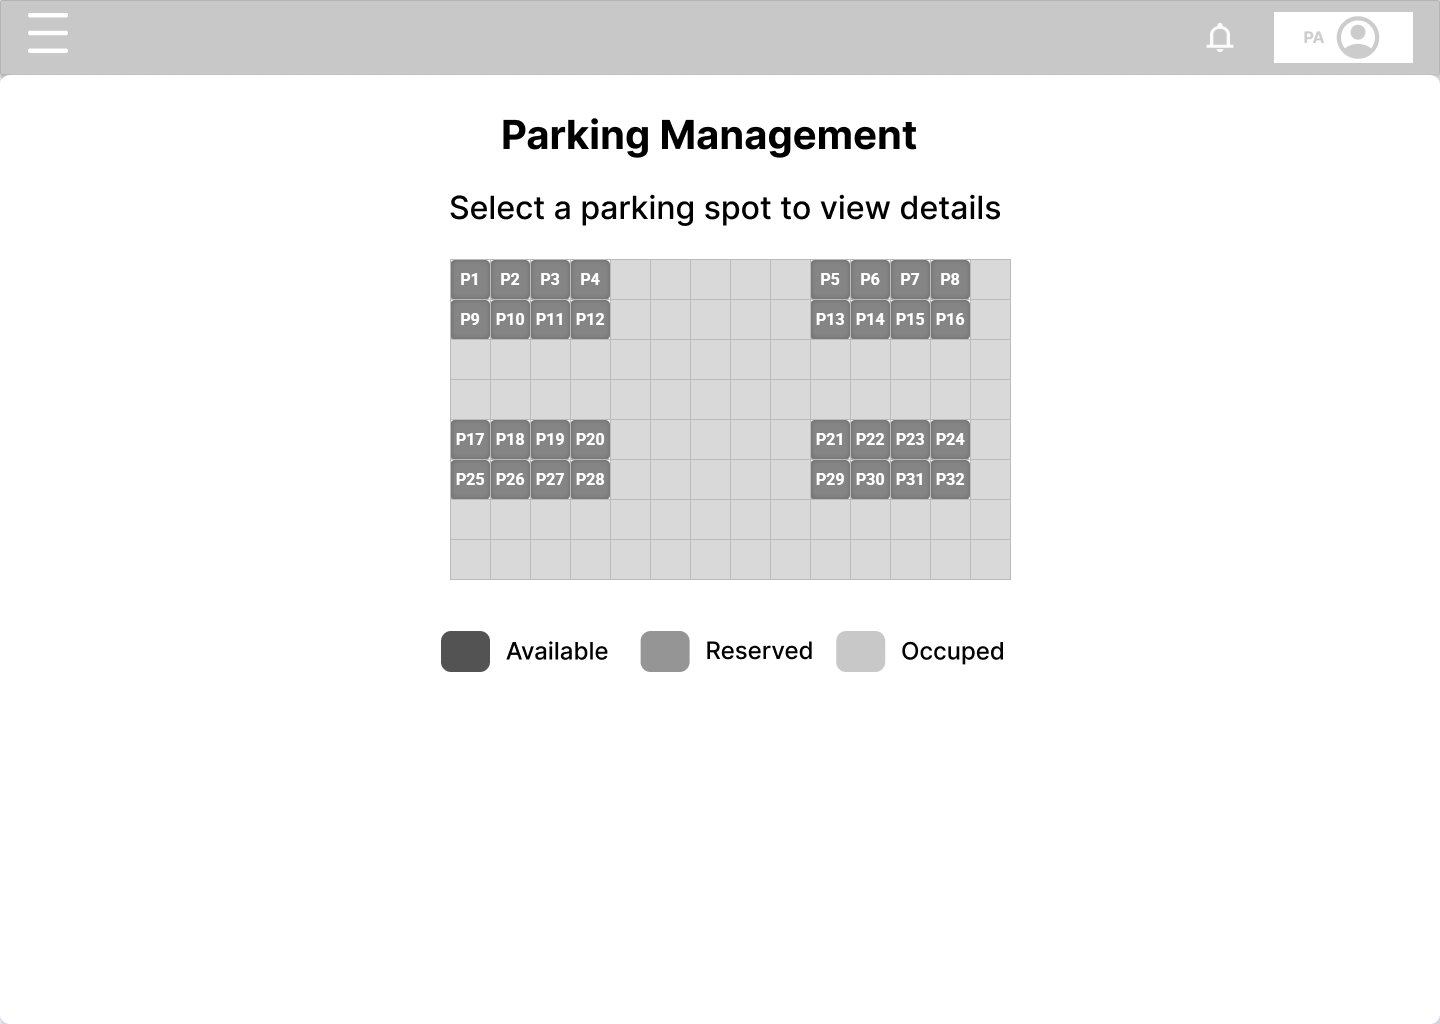 PA
Parking Management
Select a parking spot to view details
P1 P2 P3 P4 P5 P6 P7 P8
P9 P10 P11 P12 P13 P14 P15 P16
P17 P18 P19 P20 P21 P22 P23 P24
P25 P26 P27 P28 P29 P30 P31 P32
Available Reserved Occuped